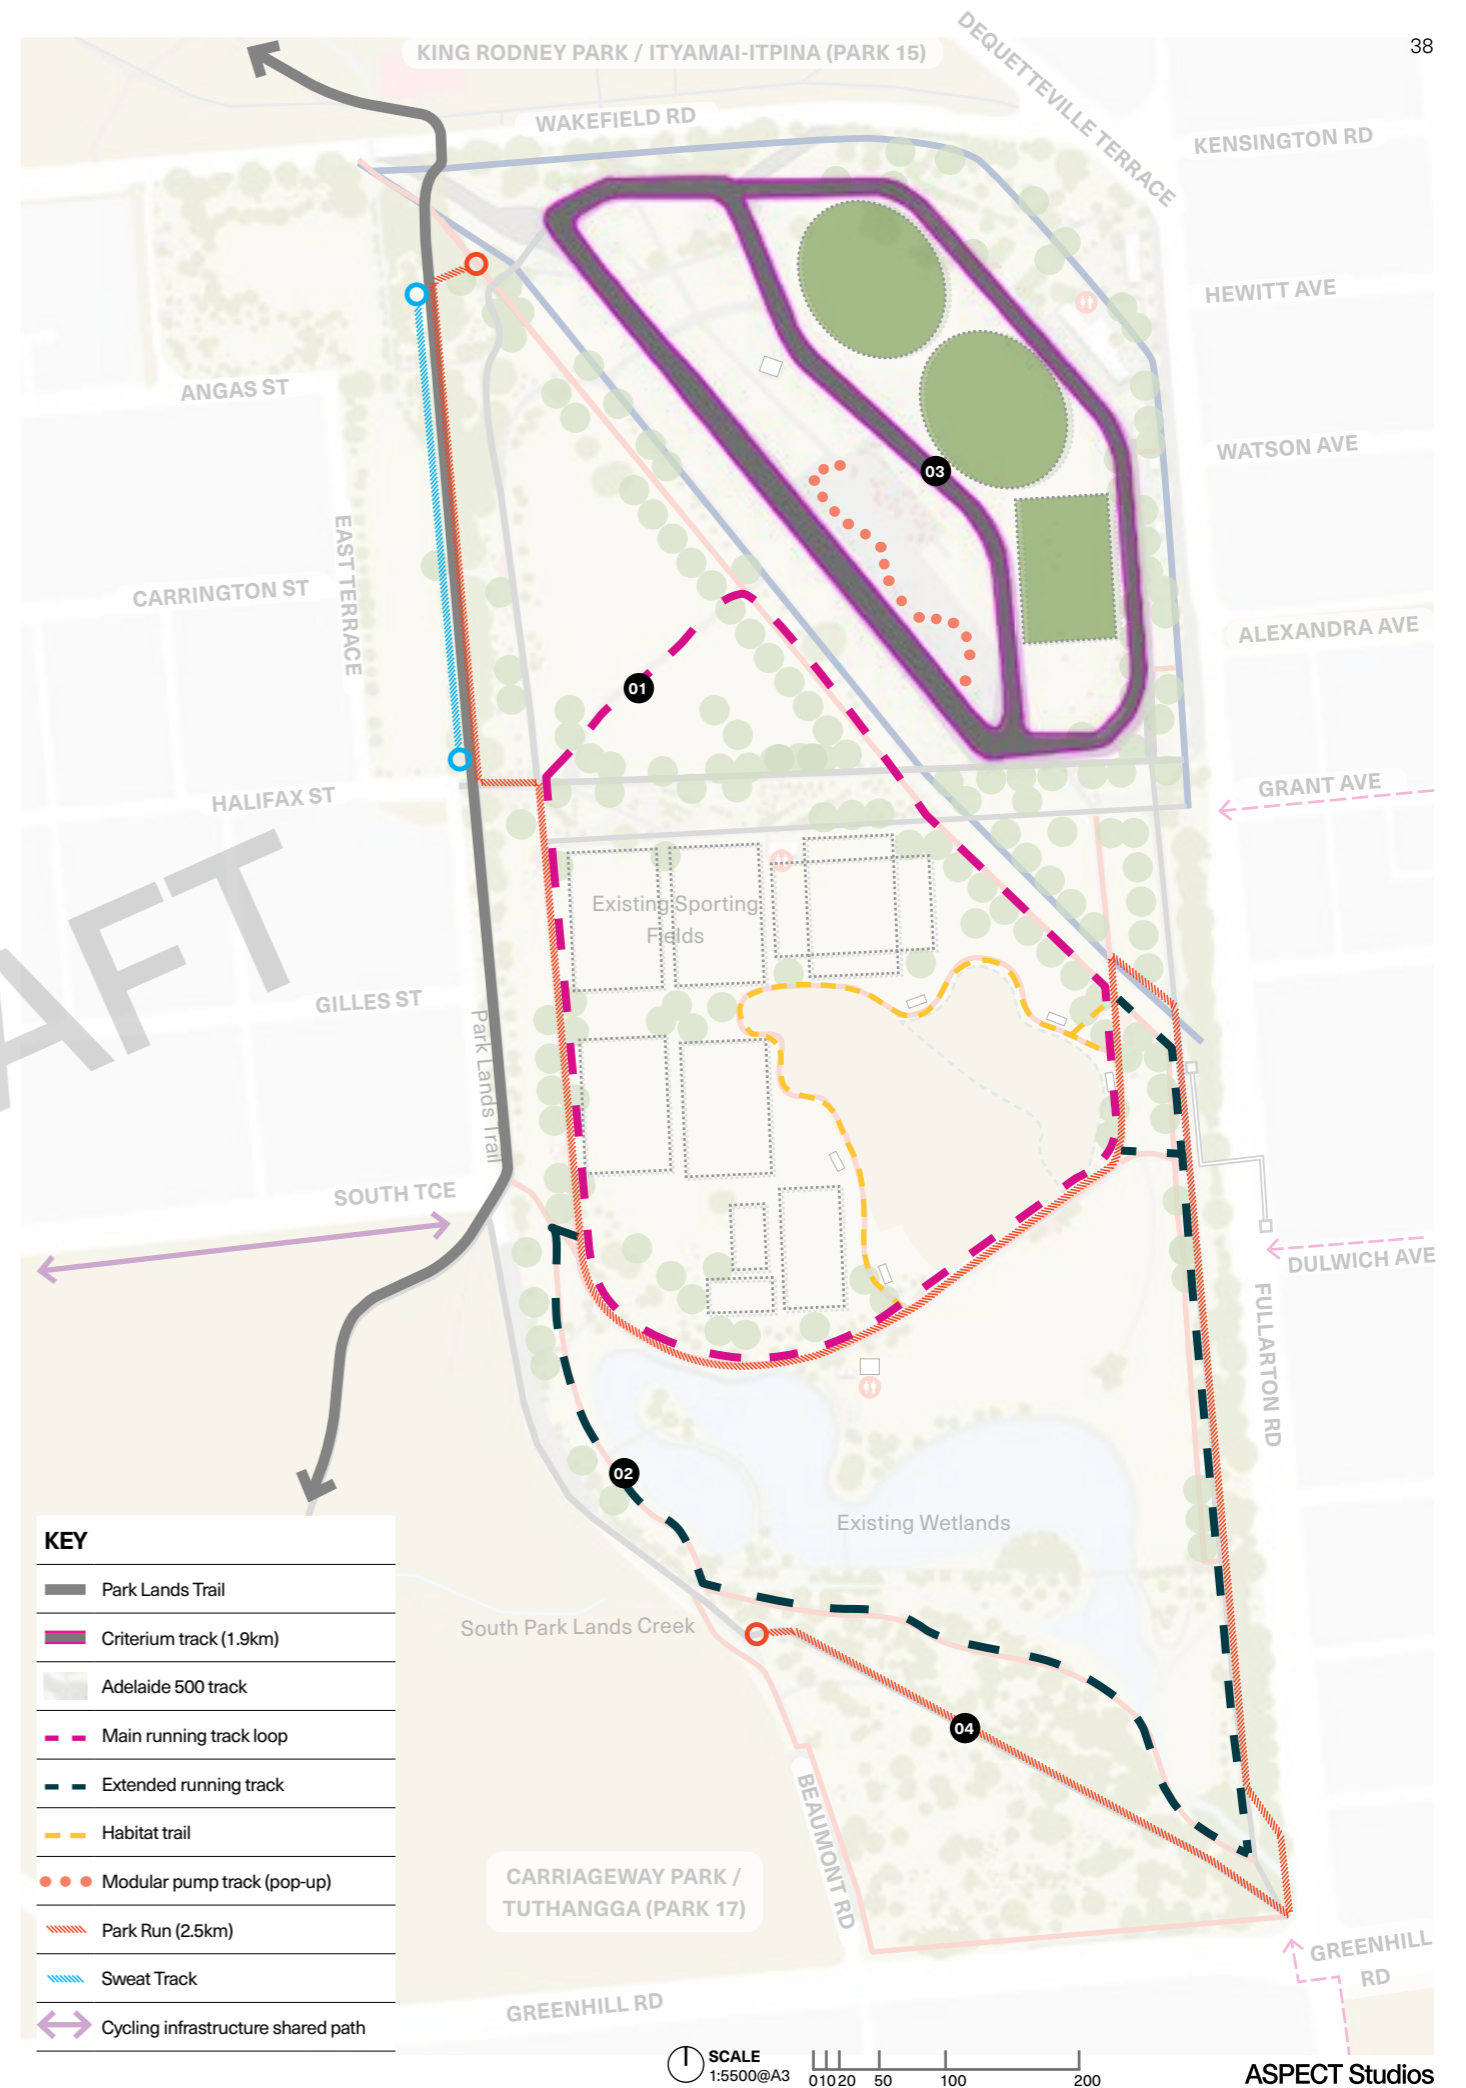 38
KING RODNEY PARK / ITYAMAI-ITPINA (PARK 15)
DEQUETTEVILLE TERRACE
WAKEFIELD RD
KENSINGTON RD
HEWITT AVE
ANGAS ST
WATSON AVE
03
EAST TERRACE
CARRINGTON ST
ALEXANDRA AVE
01
GRANT AVE
HALIFAX ST
AFT
Existing Sporting
Fields
GILLES ST
Park Lands Trail
SOUTH TCE
DULWICH AVE
FULLARTON RD
02
Existing Wetlands
South Park Lands Creek
04
BEAUMONT RD
CARRIAGEWAY PARK /
TUTHANGGA (PARK 17)
GREENHILL
RD
GREENHILL RD
KEY
Park Lands Trail
Criterium track (1.9km)
Adelaide 500 track
Main running track loop
Extended running track
Habitat trail
Modular pump track (pop-up)
Park Run (2.5km)
Sweat Track
Cycling infrastructure shared path
SCALE
1:5500@A3
0 10 20 50 100 200
ASPECT Studios